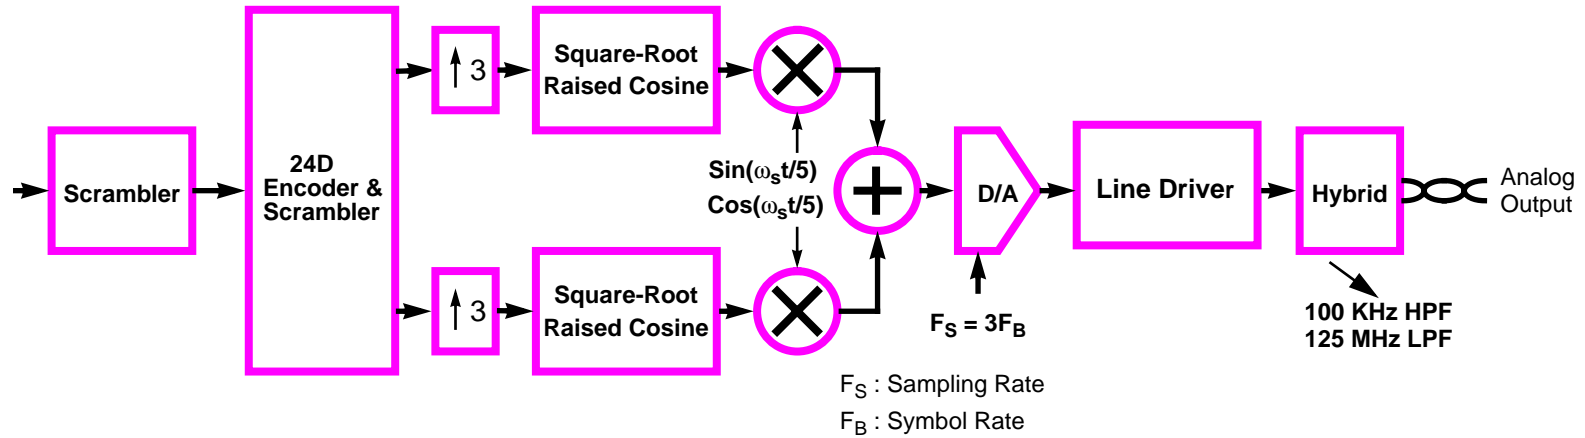 Scrambler
24D
Encoder &
Scrambler
↑ 3
Square-Root
Raised Cosine
↑ 3
Square-Root
Raised Cosine
Sin(ωst/5)
Cos(ωst/5)
D/A
FS = 3FB
Line Driver
Hybrid
Analog
Output
100 KHz HPF
125 MHz LPF
FS : Sampling Rate
FB : Symbol Rate